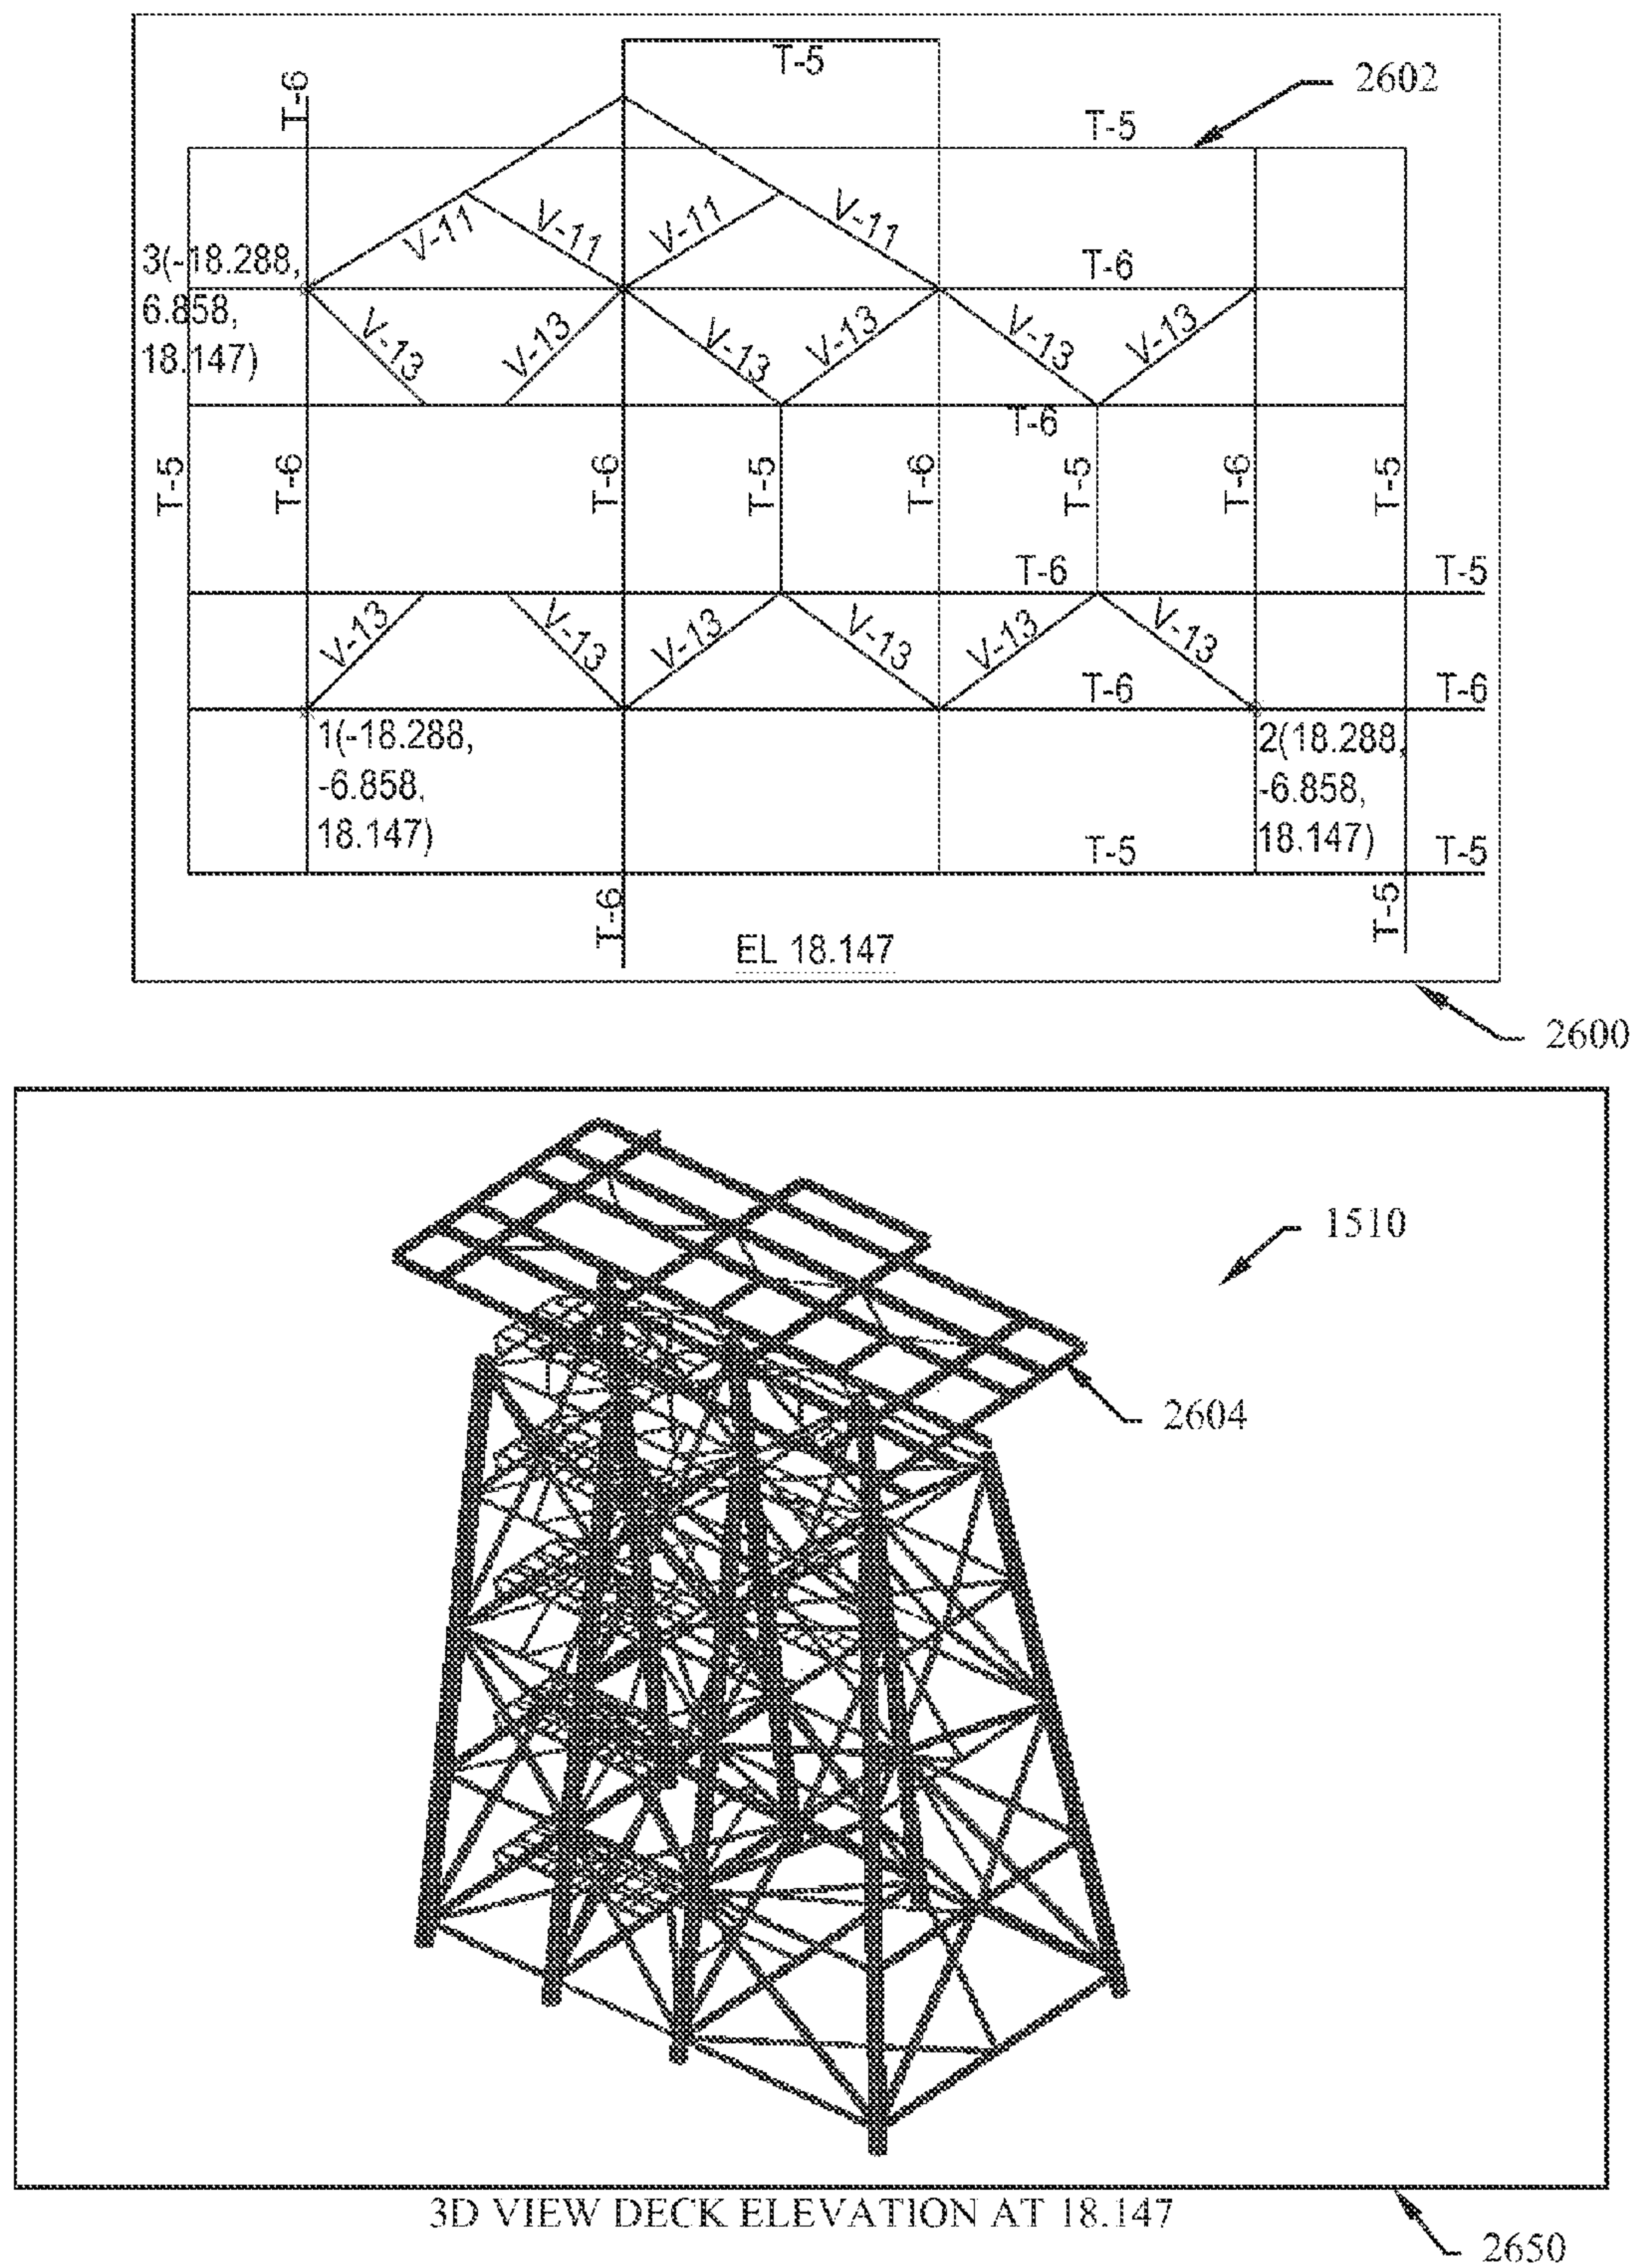 T-5
2602
T-6
T-5
V-11
V-11
V-11
V-11
3(-18.288,
6.858,
18.147)
T-6
V-13
V-13
V-13
V-13
V-13
V-13
T-6
T-5
T-6
T-6
T-5
T-6
T-5
T-6
T-5
T-6
T-5
V-13
V-13
V-13
V-13
V-13
V-13
T-6
T-6
1(-18.288,
-6.858,
18.147)
2(18.288,
-6.858,
18.147)
T-5
T-5
T-6
T-5
EL 18.147
2600
1510
2604
3D VIEW DECK ELEVATION AT 18.147
2650